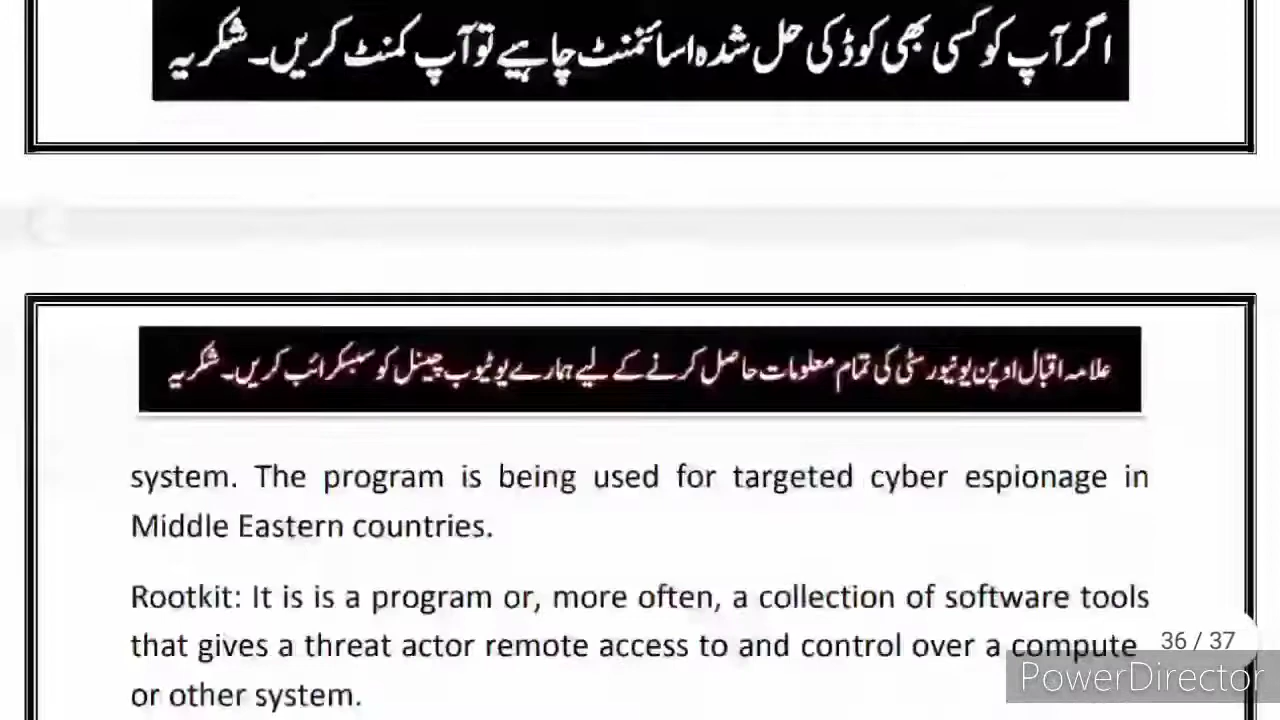 اگر آپ کو کسی بھی کوڈ کی حل شدہ اسائنمنٹ چاہیے تو آپ کمنٹ کریں۔ شکریہ
علامہ اقبال اوپن یونیورسٹی کی تمام معلومات حاصل کرنے کے لیے ہمارے یوٹیوب چینل کو سبسکرائب کریں۔ شکریہ
system. The program is being used for targeted cyber espionage in
Middle Eastern countries.
Rootkit: It is is a program or, more often, a collection of software tools
that gives a threat actor remote access to and control over a compute
or other system.
36 / 37
PowerDirector